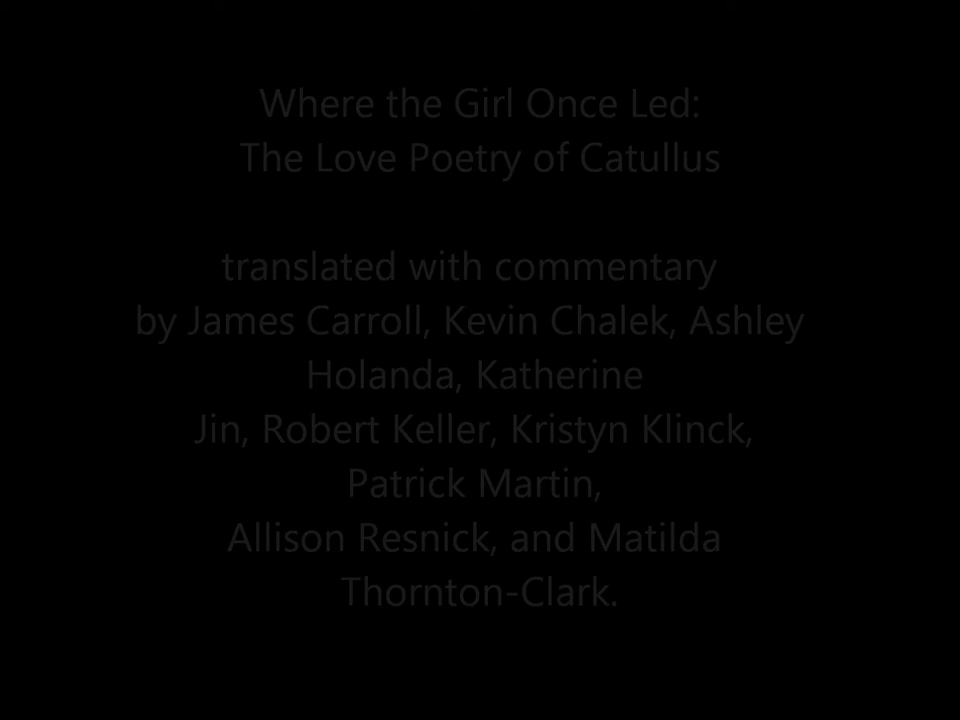 Where the Girl Once Led:
The Love Poetry of Catullus
translated with commentary
by James Carroll, Kevin Chalek, Ashley
Holanda, Katherine
Jin, Robert Keller, Kristyn Klinck,
Patrick Martin,
Allison Resnick, and Matilda
Thornton-Clark.